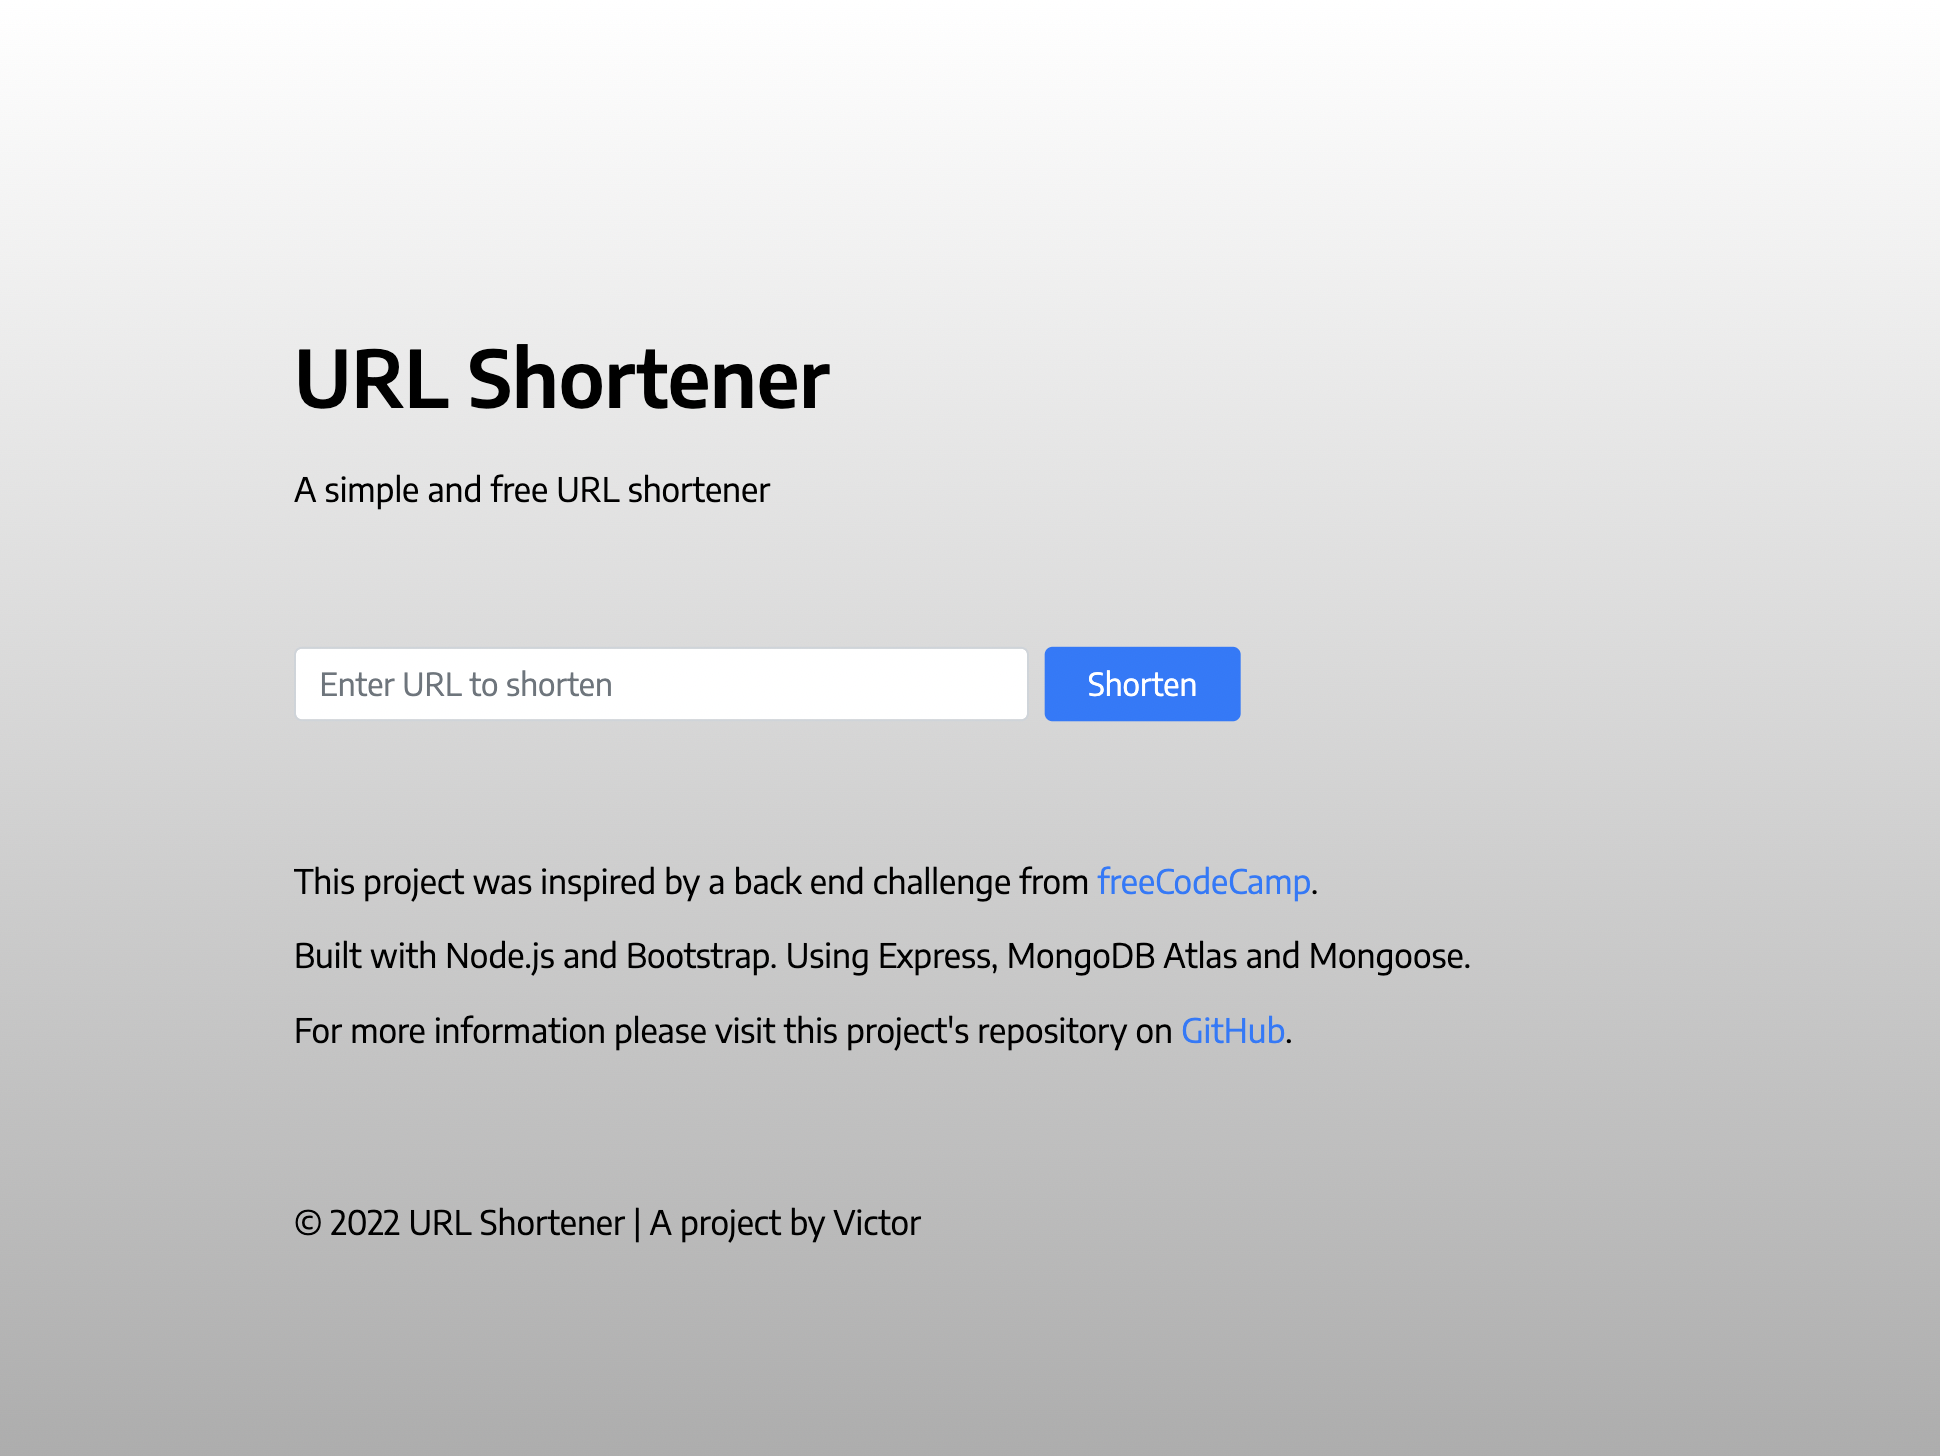 URL Shortener
A simple and free URL shortener
Enter URL to shorten
Shorten
This project was inspired by a back end challenge from freeCodeCamp.
Built with Node.js and Bootstrap. Using Express, MongoDB Atlas and Mongoose.
For more information please visit this project's repository on GitHub.
© 2022 URL Shortener | A project by Victor